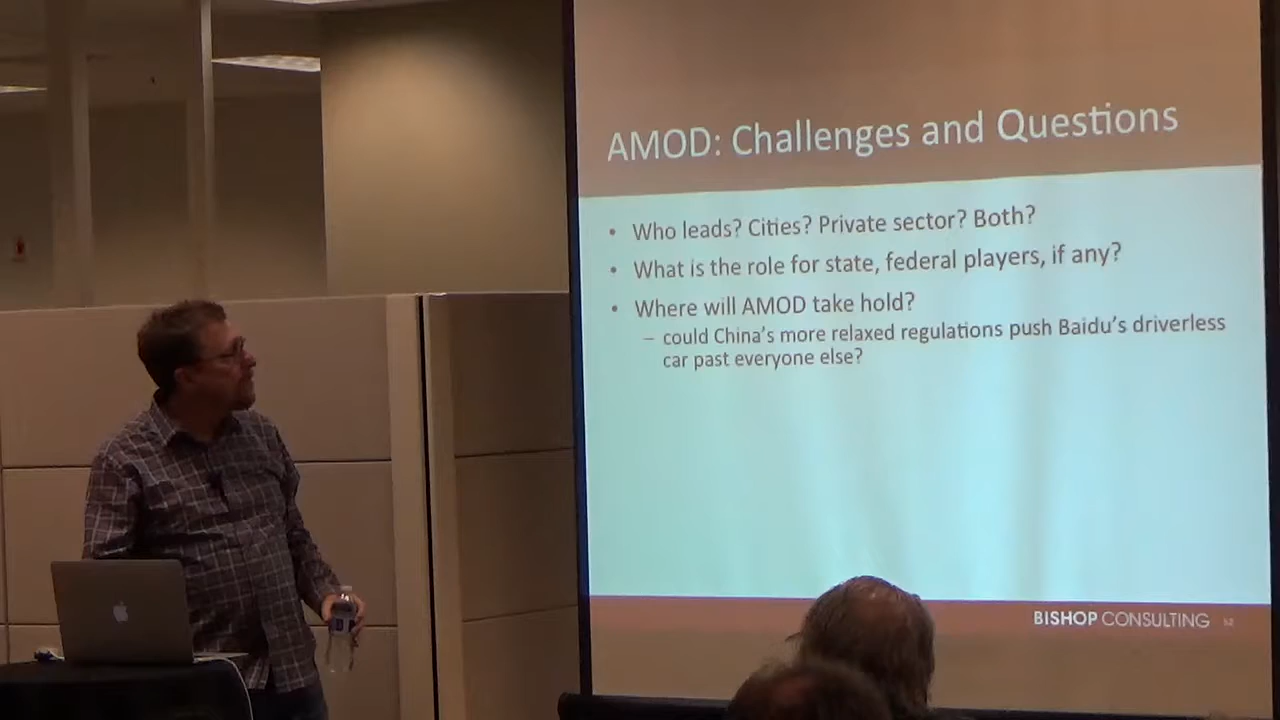 AMOD: Challenges and Questions
• Who leads? Cities? Private sector? Both?
• What is the role for state, federal players, if any?
• Where will AMOD take hold?
– could China's more relaxed regulations push Baidu's driverless
car past everyone else?
BISHOP CONSULTING